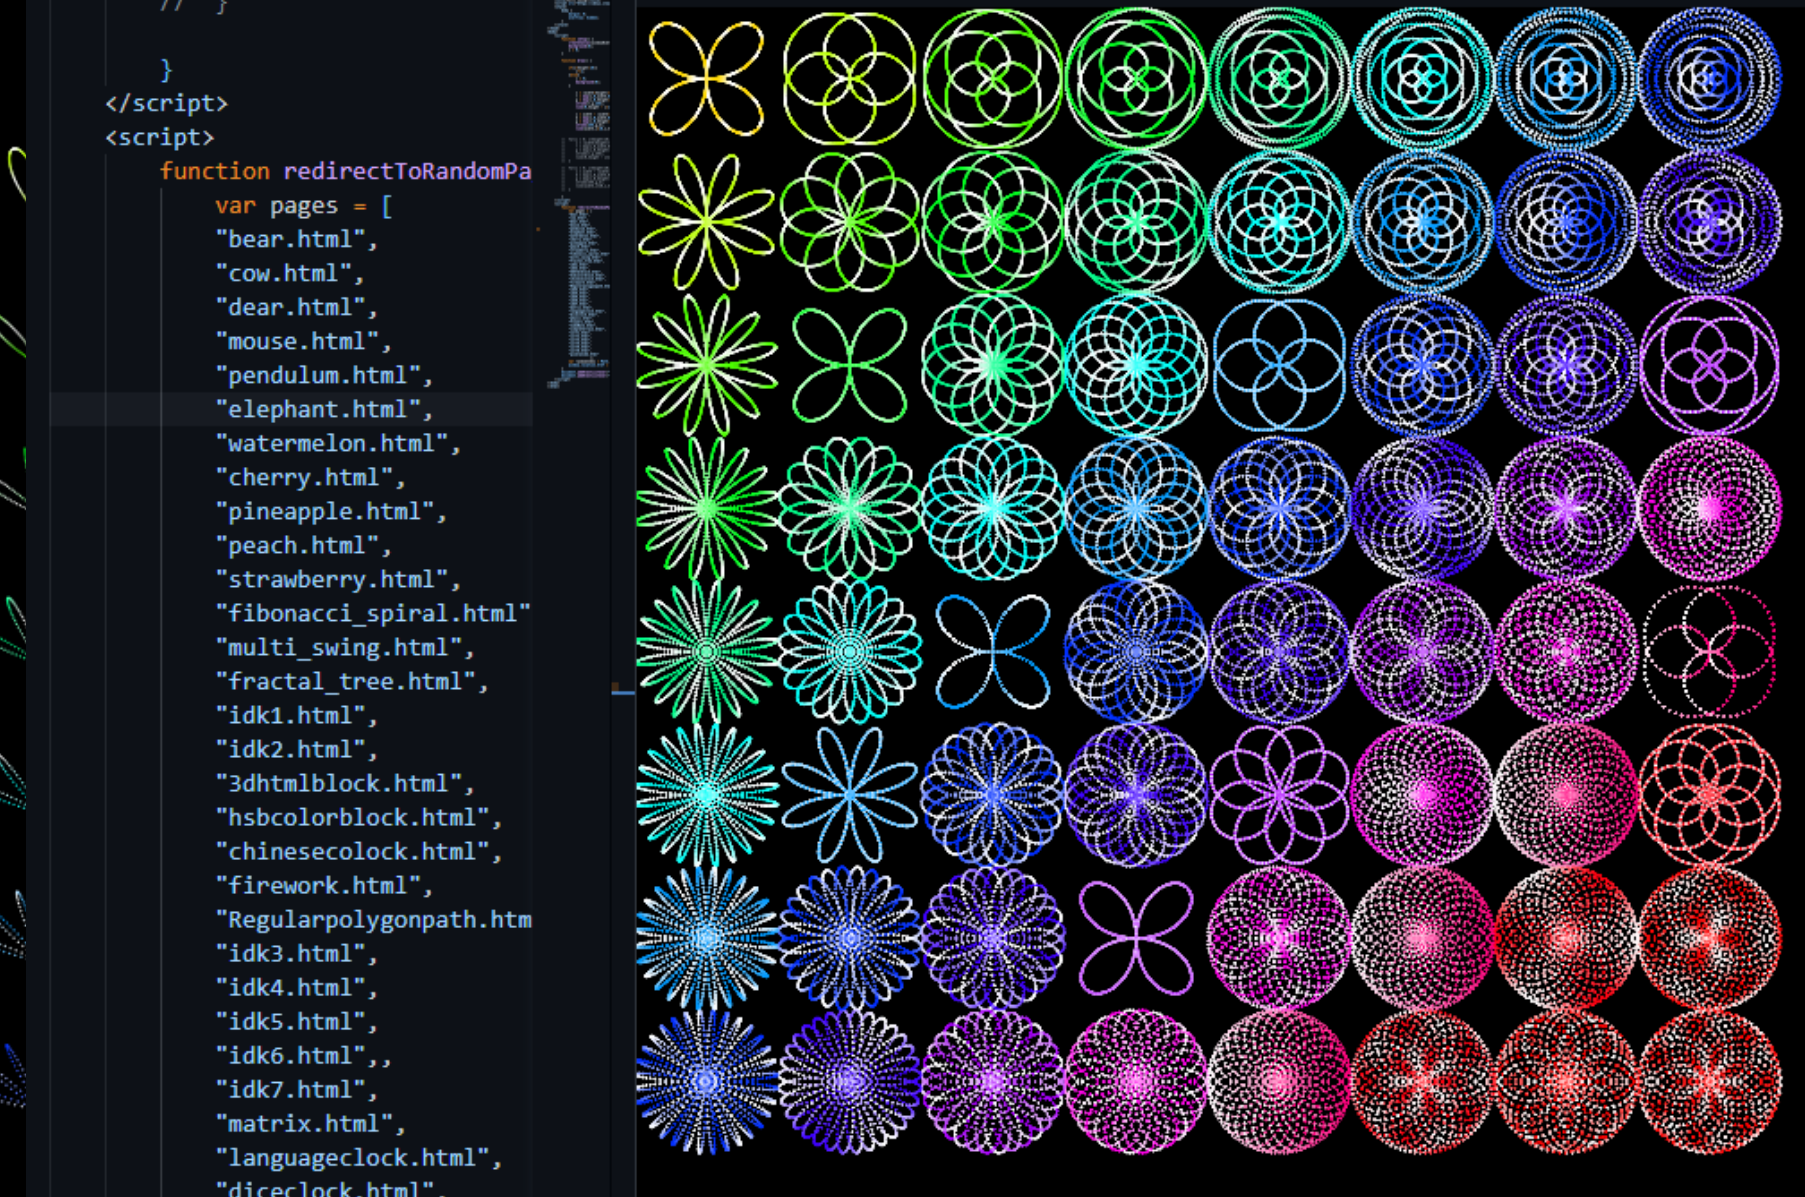 // }
}
</script>
<script>
function redirectToRandomPa
var pages = [
"bear.html",
"cow.html",
"dear.html",
"mouse.html",
"pendulum.html",
"elephant.html",
"watermelon.html",
"cherry.html",
"pineapple.html",
"peach.html",
"strawberry.html",
"fibonacci_spiral.html"
"multi_swing.html",
"fractal_tree.html",
"idk1.html",
"idk2.html",
"3dhtmlblock.html",
"hsbcolorblock.html",
"chinesecolock.html",
"firework.html",
"Regularpolygonpath.htm
"idk3.html",
"idk4.html",
"idk5.html",
"idk6.html",,
"idk7.html",
"matrix.html",
"languageclock.html",
"diceclock.html",